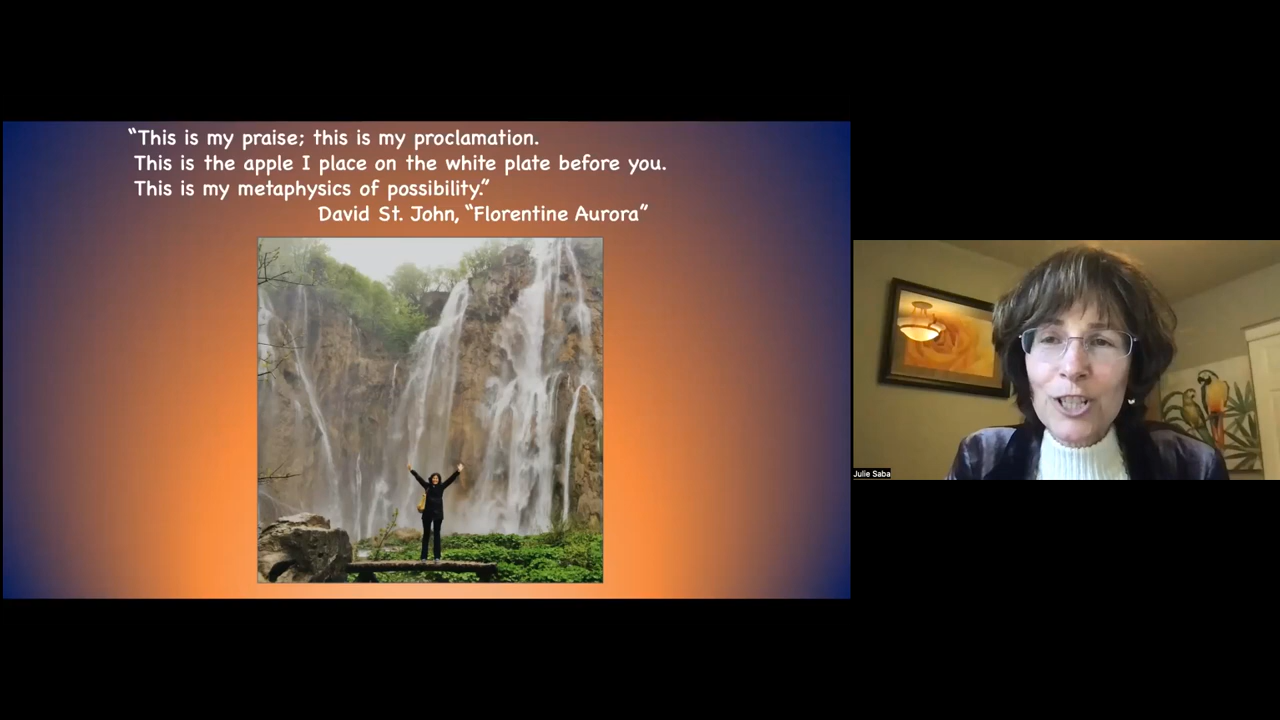 “This is my praise; this is my proclamation.
This is the apple I place on the white plate before you.
This is my metaphysics of possibility.”
David St. John, “Florentine Aurora”
Julie Saba